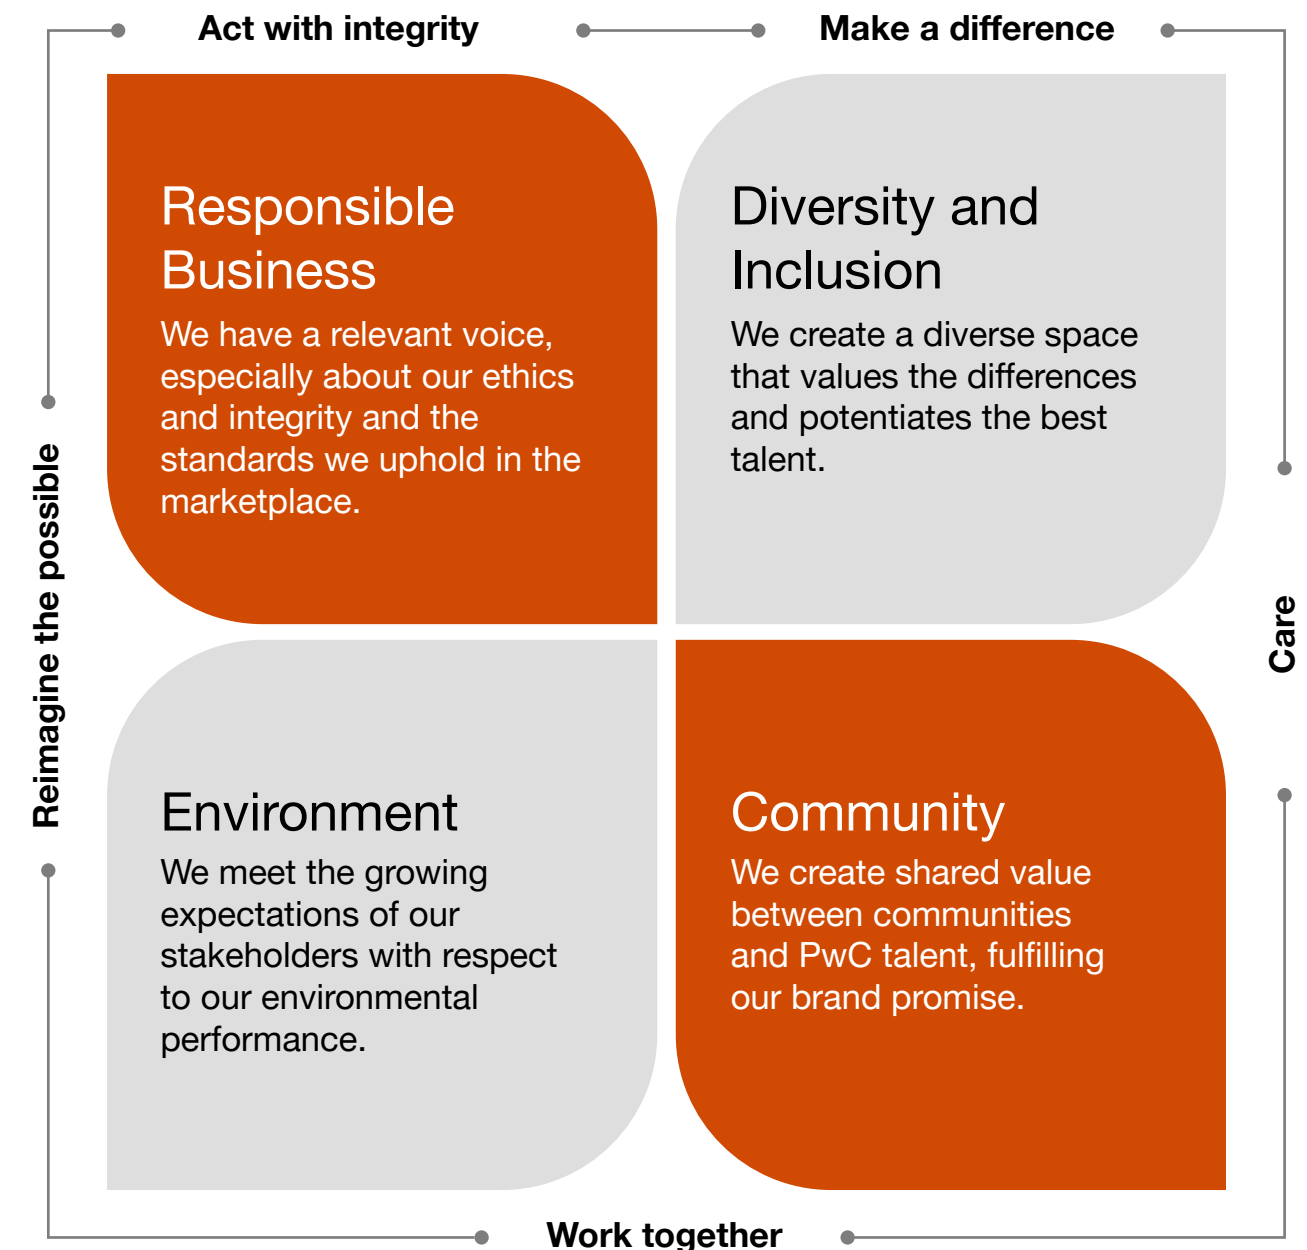 Act with integrity
Make a difference
Responsible
Business
We have a relevant voice,
especially about our ethics
and integrity and the
standards we uphold in the
marketplace.
Diversity and
Inclusion
We create a diverse space
that values the differences
and potentiates the best
talent.
Reimagine the possible
Care
Environment
We meet the growing
expectations of our
stakeholders with respect
to our environmental
performance.
Community
We create shared value
between communities
and PwC talent, fulfilling
our brand promise.
Work together